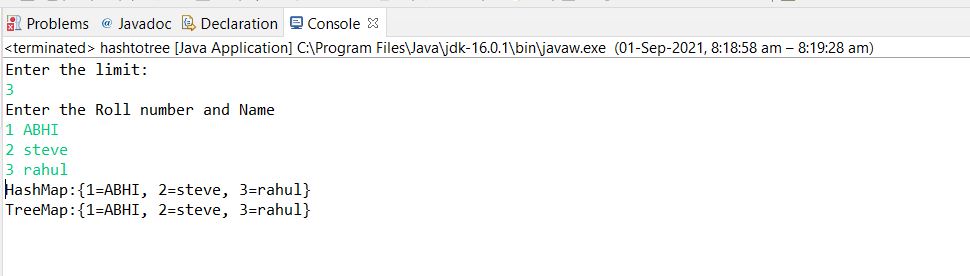 Problems @ Javadoc Declaration Console
<terminated> hashtotree [Java Application] C:\Program Files\Java\jdk-16.0.1\bin\javaw.exe (01-Sep-2021, 8:18:58 am – 8:19:28 am)
Enter the limit:
3
Enter the Roll number and Name
1 ABHI
2 steve
3 rahul
HashMap:{1=ABHI, 2=steve, 3=rahul}
TreeMap:{1=ABHI, 2=steve, 3=rahul}